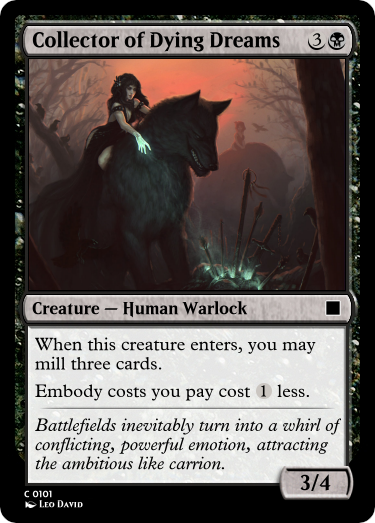 Collector of Dying Dreams 3
Creature — Human Warlock
When this creature enters, you may
mill three cards.
Embody costs you pay cost 1 less.
Battlefields inevitably turn into a whirl of
conflicting, powerful emotion, attracting
the ambitious like carrion.
3/4
C 0101
Leo David